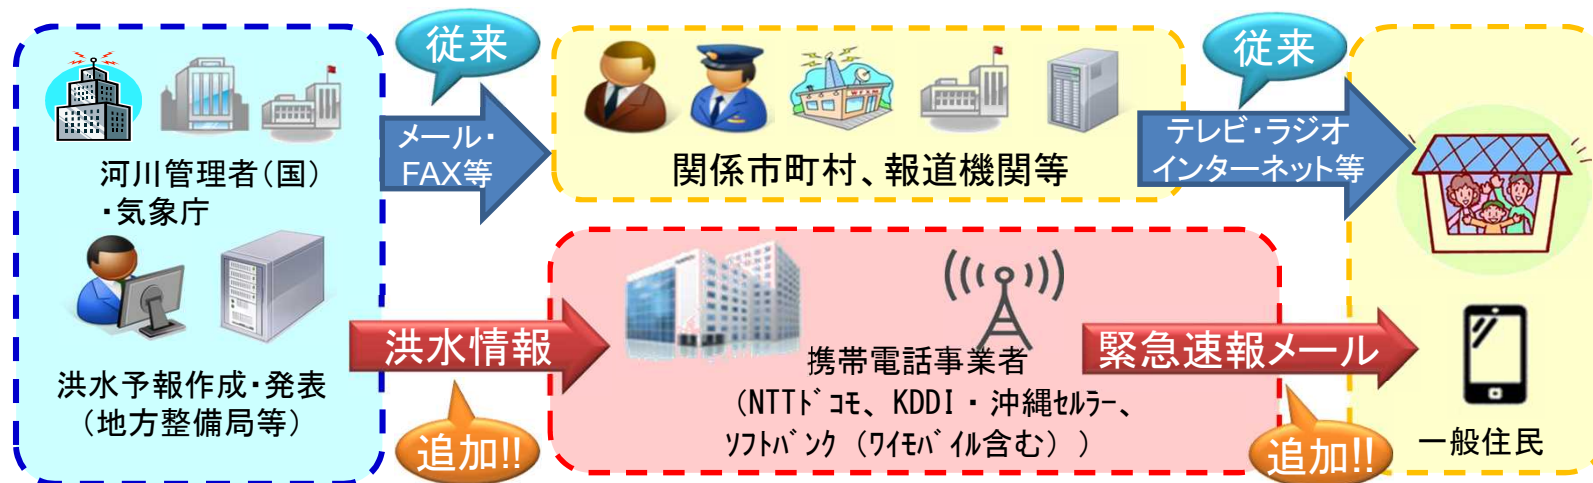 従来
従来
メール・
FAX等
テレビ・ラジオ
インターネット等
河川管理者(国)
・気象庁
関係市町村、報道機関等
洪水情報
緊急速報メール
携帯電話事業者
(NTTﾄﾞｺﾓ、KDDI・沖縄ｾﾙﾗｰ、
ｿﾌﾄﾊﾞﾝｸ(ﾜｲﾓﾊﾞｲﾙ含む))
洪水予報作成・発表
(地方整備局等)
追加!!
追加!!
一般住民